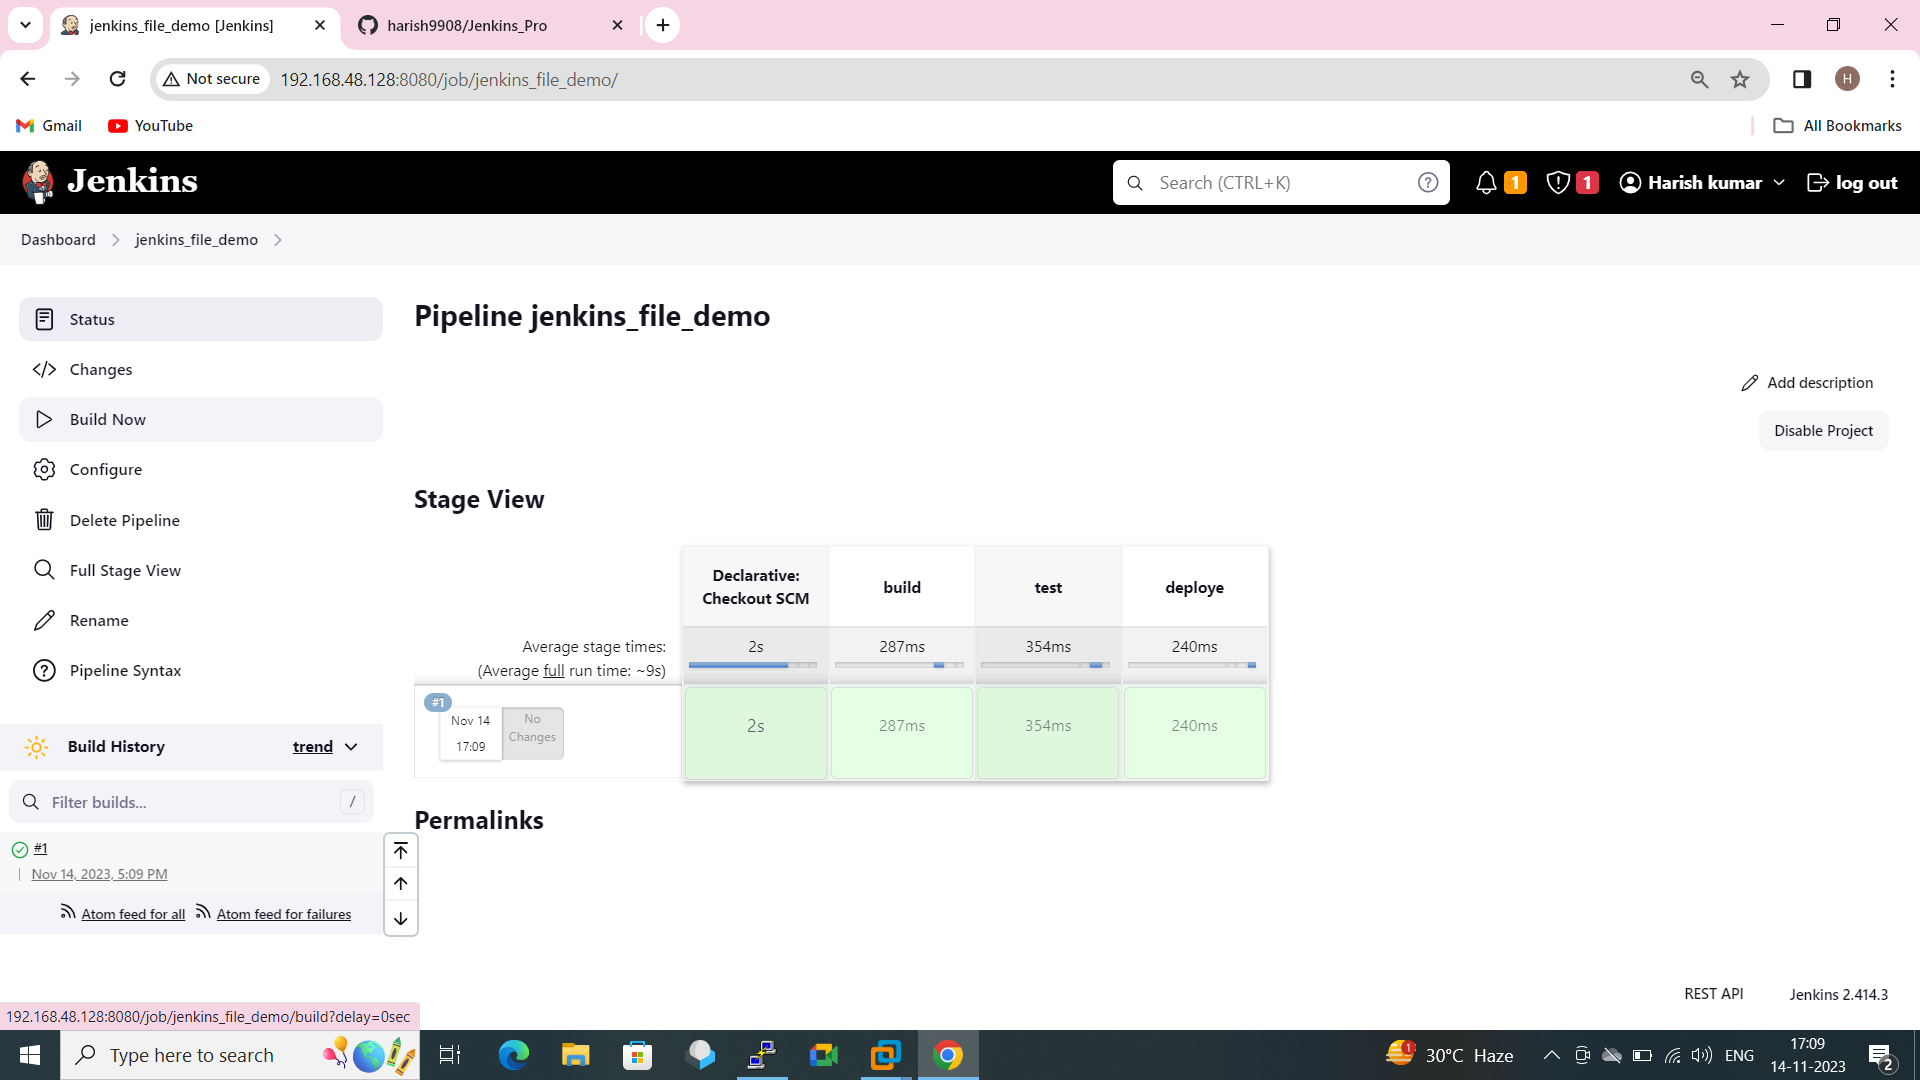 jenkins_file_demo [Jenkins]
harish9908/Jenkins_Pro
Not secure
192.168.48.128:8080/job/jenkins_file_demo/
H
Gmail
YouTube
All Bookmarks
Jenkins
Search (CTRL+K)
1
1
Harish kumar
log out
Dashboard
jenkins_file_demo
Status
Changes
Build Now
Configure
Delete Pipeline
Full Stage View
Rename
Pipeline Syntax
Build History
trend
Filter builds...
/
#1
Nov 14, 2023, 5:09 PM
Atom feed for all
Atom feed for failures
Pipeline jenkins_file_demo
Add description
Disable Project
Stage View
Declarative:
Checkout SCM
build
test
deploye
Average stage times:
(Average full run time: ~9s)
2s
287ms
354ms
240ms
#1
Nov 14
17:09
No
Changes
2s
287ms
354ms
240ms
Permalinks
REST API
Jenkins 2.414.3
192.168.48.128:8080/job/jenkins_file_demo/build?delay=0sec
Type here to search
1
30°C Haze
ENG
17:09
14-11-2023
2